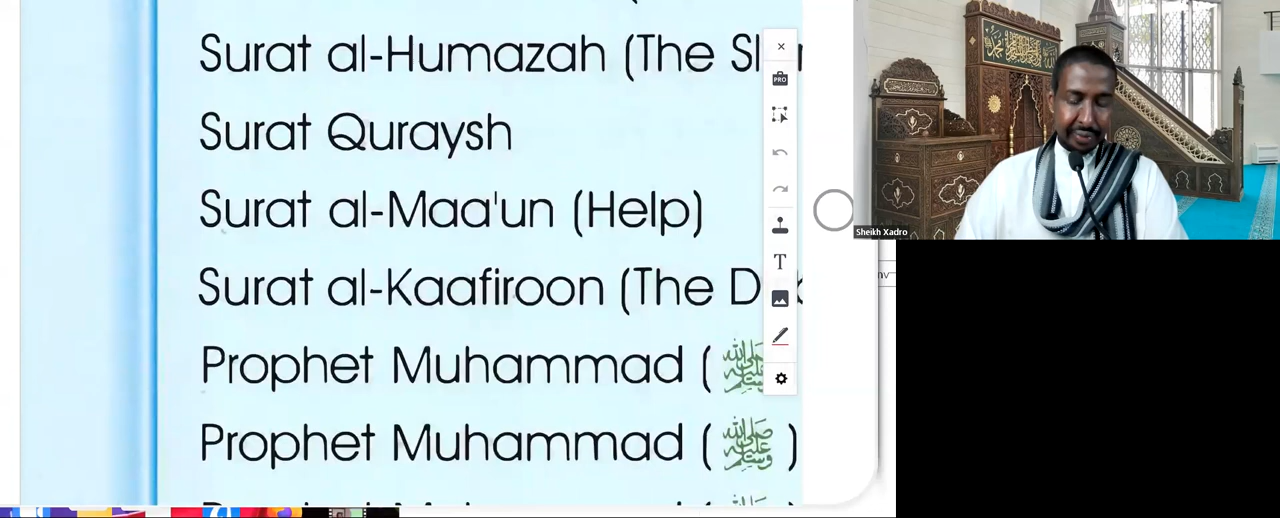 Surat al-Humazah (The
Surat Quraysh
Surat al-Maa'un (Help)
Surat al-Kaafiroon (The
Prophet Muhammad ( ﷺ
Prophet Muhammad ( ﷺ )
PRO
T
Sheikh Xadro